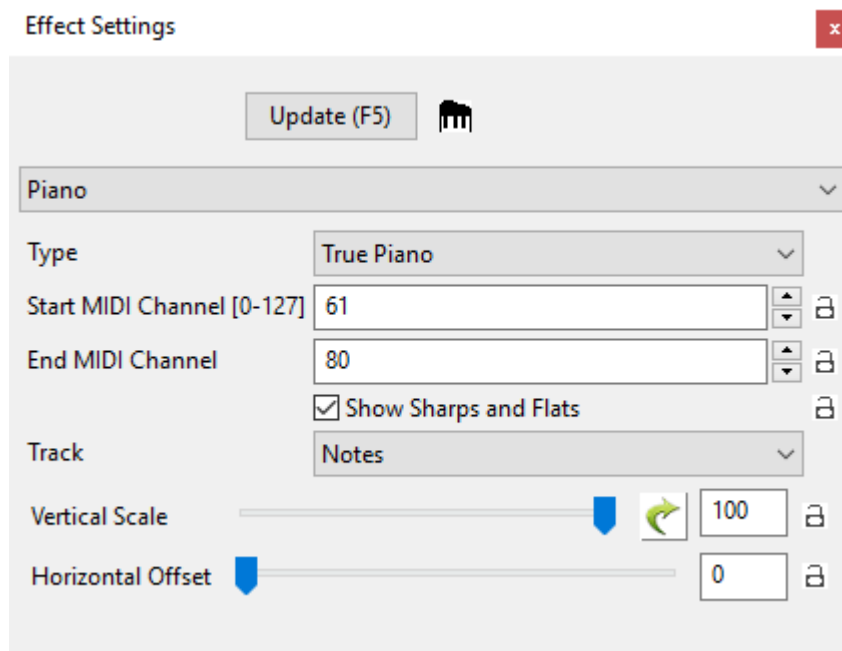 Effect Settings
x
Update (F5)
Piano
Type True Piano
Start MIDI Channel [0-127] 61
End MIDI Channel 80
Show Sharps and Flats
Track Notes
Vertical Scale 100
Horizontal Offset 0